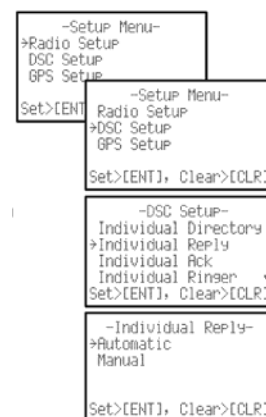 -Setup Menu-
→Radio Setup
DSC Setup
GPS Setup
Set>[ENT
-Setup Menu-
Radio Setup
→DSC Setup
GPS Setup
Set>[ENT], Clear>[CLR]
-DSC Setup-
Individual Directory
→Individual Reply
Individual Ack
Individual Ringer
Set>[ENT], Clear>[CLR]
-Individual Reply-
→Automatic
Manual
Set>[ENT], Clear>[CLR]